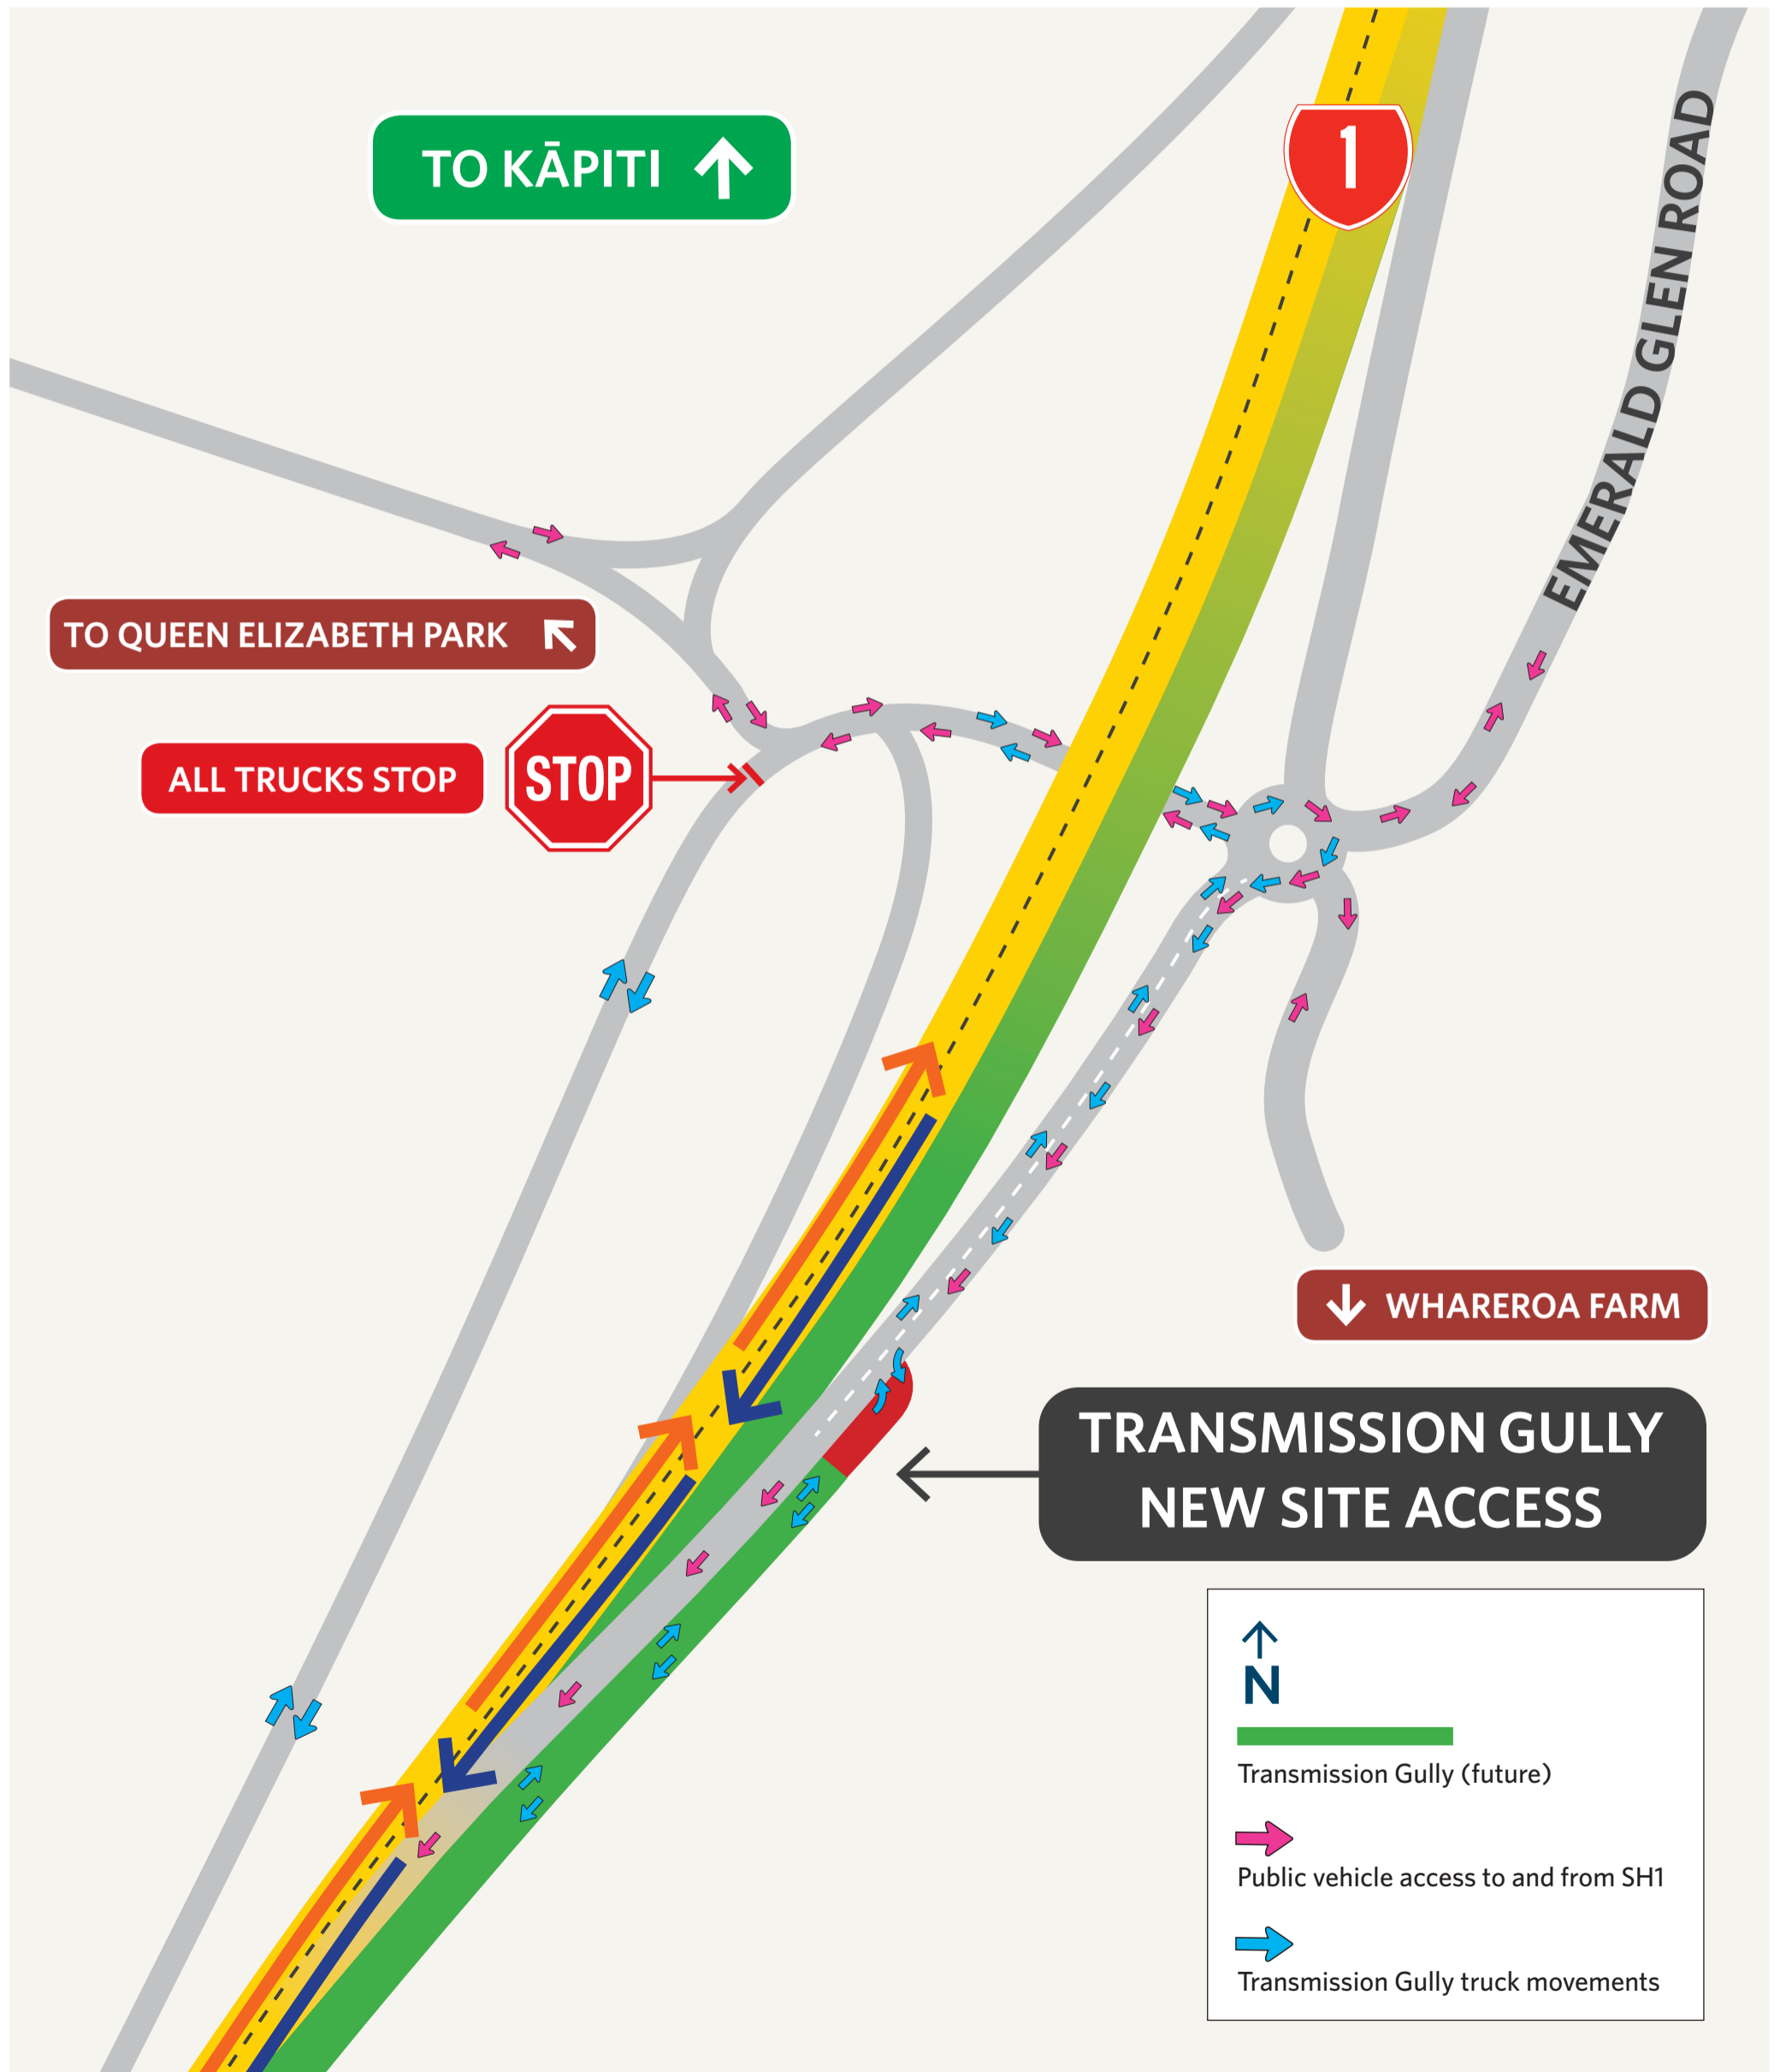 TO KĀPITI
1
EMERALD GLEN ROAD
TO QUEEN ELIZABETH PARK
ALL TRUCKS STOP
STOP
WHAREROA FARM
TRANSMISSION GULLY
NEW SITE ACCESS
N
Transmission Gully (future)
Public vehicle access to and from SH1
Transmission Gully truck movements